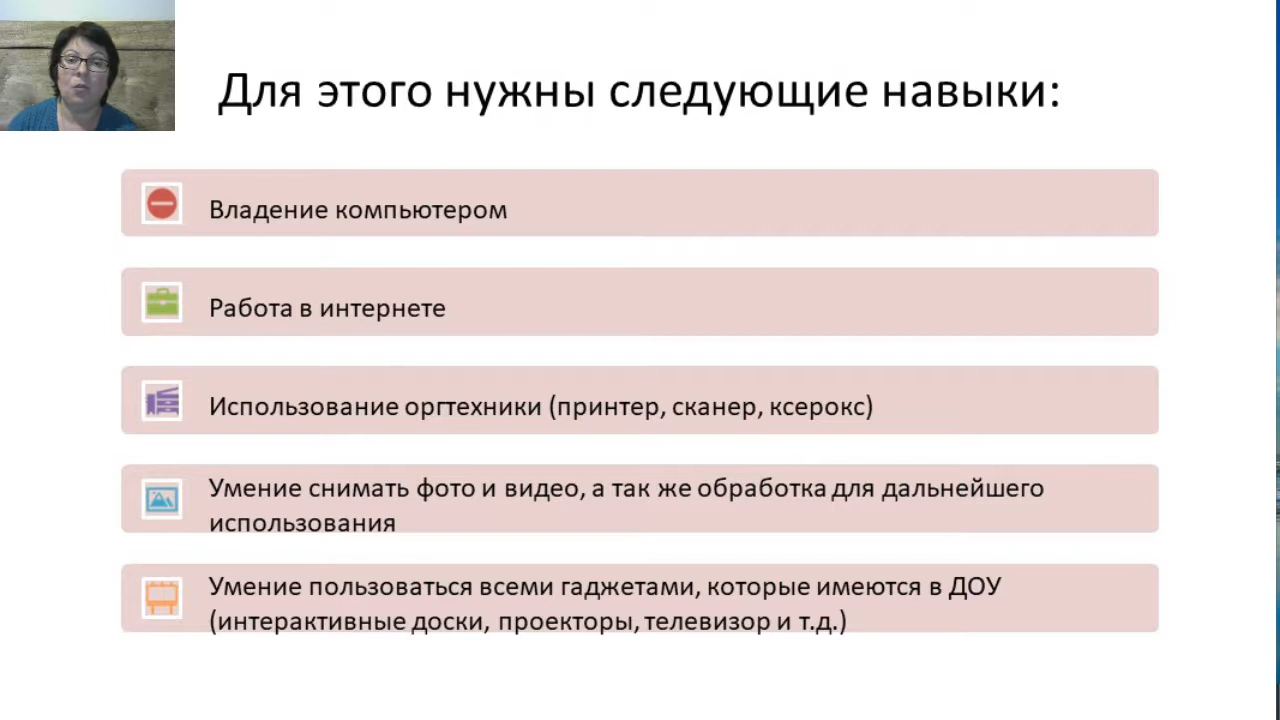 Для этого нужны следующие навыки:
Владение компьютером
Работа в интернете
Использование оргтехники (принтер, сканер, ксерокс)
Умение снимать фото и видео, а так же обработка для дальнейшего
использования
Умение пользоваться всеми гаджетами, которые имеются в ДОУ
(интерактивные доски, проекторы, телевизор и т.д.)